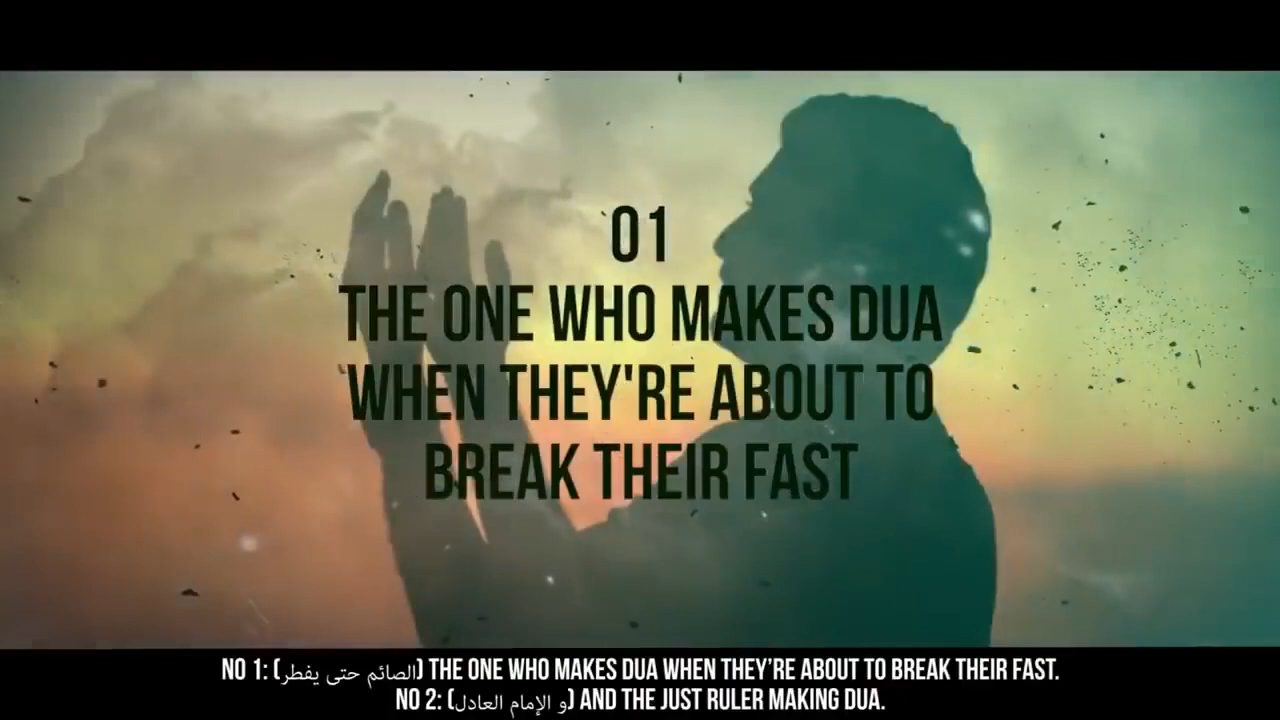 01
THE ONE WHO MAKES DUA
WHEN THEY'RE ABOUT TO
BREAK THEIR FAST
NO 1: (الصائم حتى يفطر) THE ONE WHO MAKES DUA WHEN THEY'RE ABOUT TO BREAK THEIR FAST.
NO 2: (و الإمام العادل) AND THE JUST RULER MAKING DUA.